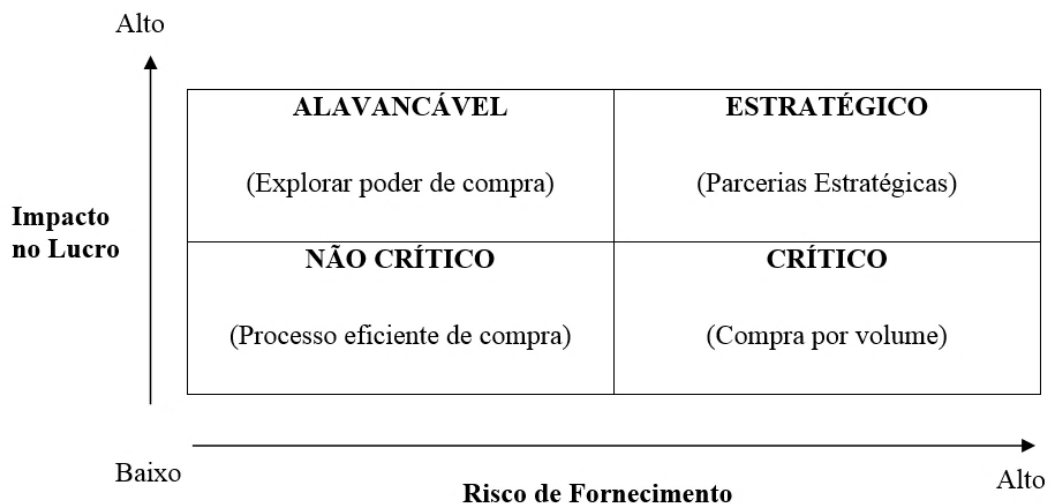 Alto
ALAVANCÁVEL
ESTRATÉGICO
(Explorar poder de compra)
(Parcerias Estratégicas)
Impacto
no Lucro
NÃO CRÍTICO
CRÍTICO
(Processo eficiente de compra)
(Compra por volume)
Baixo
Alto
Risco de Fornecimento